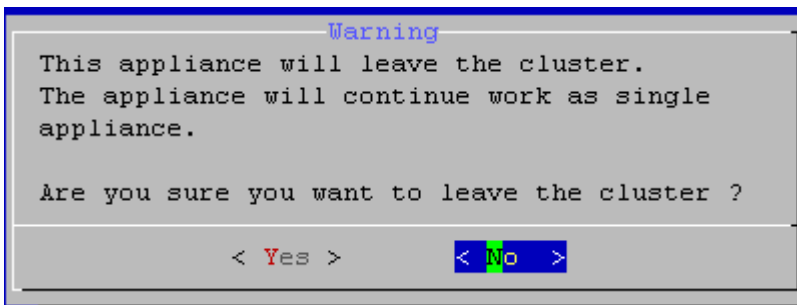 Warning
This appliance will leave the cluster.
The appliance will continue work as single
appliance.
Are you sure you want to leave the cluster ?
< Yes > < No >